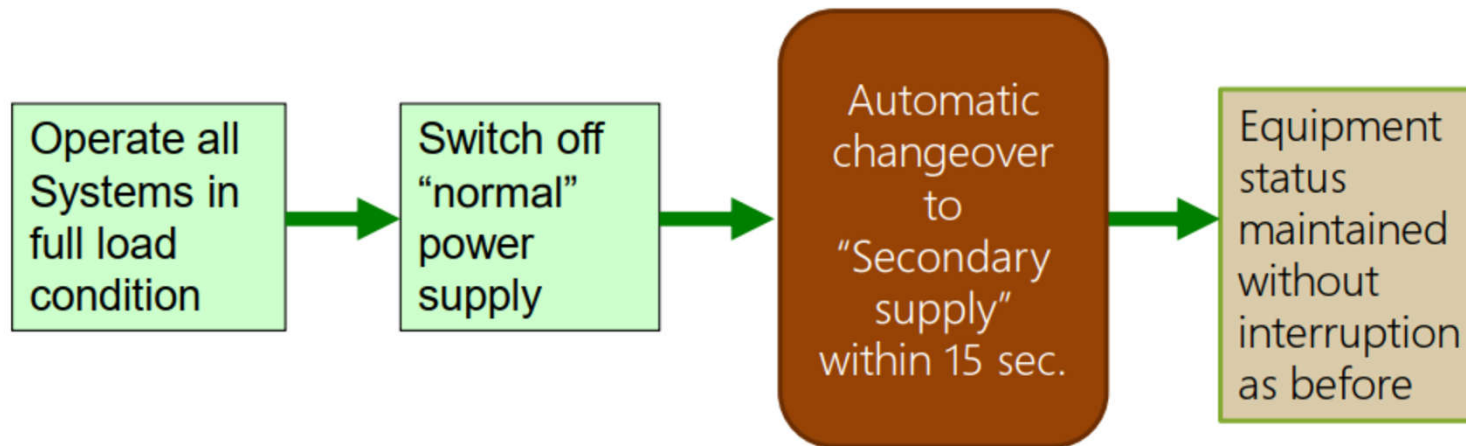 Operate all
Systems in
full load
condition
Switch off
“normal”
power
supply
Automatic
changeover
to
“Secondary
supply”
within 15 sec.
Equipment
status
maintained
without
interruption
as before